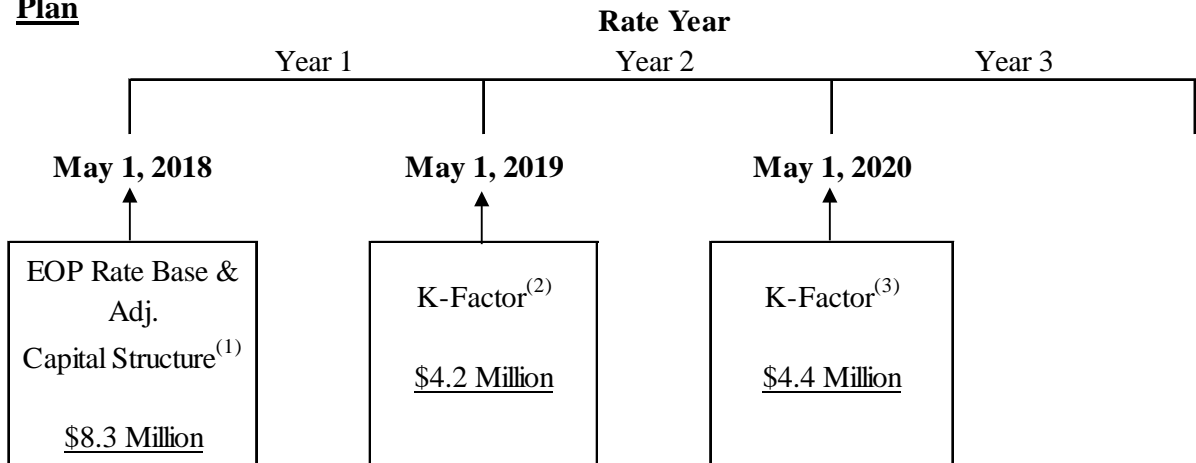 Plan
Rate Year
Year 1 Year 2 Year 3
May 1, 2018 May 1, 2019 May 1, 2020
EOP Rate Base &
Adj.
Capital Structure(1)
$8.3 Million
K-Factor(2)
$4.2 Million
K-Factor(3)
$4.4 Million